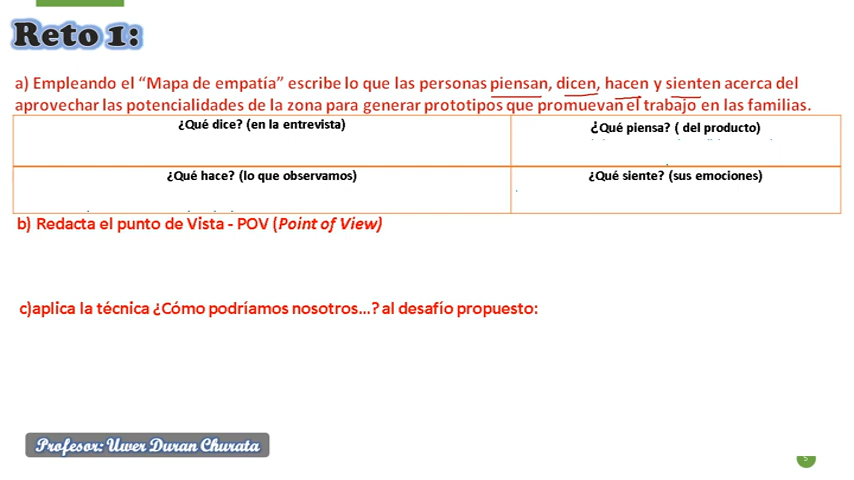 Reto 1:
a) Empleando el “Mapa de empatía” escribe lo que las personas piensan, dicen, hacen y sienten acerca del
aprovechar las potencialidades de la zona para generar prototipos que promuevan el trabajo en las familias.
¿Qué dice? (en la entrevista)
¿Qué piensa? ( del producto)
¿Qué hace? (lo que observamos)
¿Qué siente? (sus emociones)
b) Redacta el punto de Vista - POV (Point of View)
c)aplica la técnica ¿Cómo podríamos nosotros...? al desafío propuesto:
Profesor: Uwer Duran Churata
5